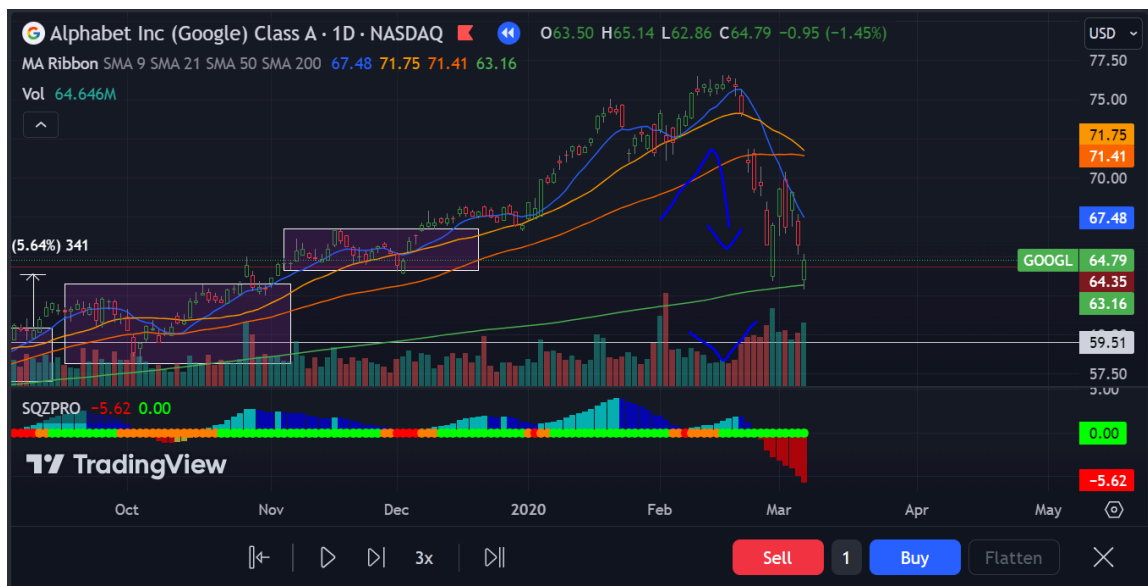 Alphabet Inc (Google) Class A · 1D · NASDAQ O63.50 H65.14 L62.86 C64.79 −0.95 (−1.45%) USD
MA Ribbon SMA 9 SMA 21 SMA 50 SMA 200 67.48 71.75 71.41 63.16
77.50
Vol 64.646M
75.00
71.75
71.41
70.00
67.48
(5.64%) 341
GOOGL 64.79
64.35
63.16
59.51
57.50
5.00
SQZPRO −5.62 0.00
0.00
TradingView
−5.62
Oct Nov Dec 2020 Feb Mar Apr May
3x Sell 1 Buy Flatten